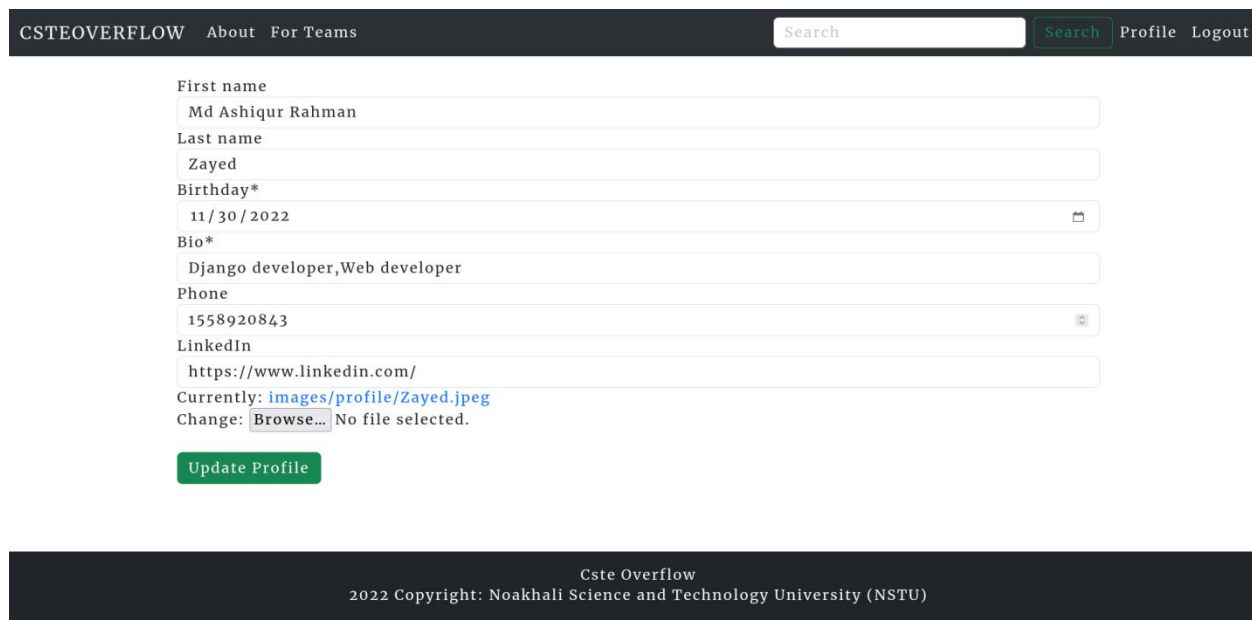 CSTEOVERFLOW About For Teams Search Search Profile Logout
First name
Md Ashiqur Rahman
Last name
Zayed
Birthday*
11/30/2022
Bio*
Django developer,Web developer
Phone
1558920843
LinkedIn
https://www.linkedin.com/
Currently: images/profile/Zayed.jpeg
Change: Browse... No file selected.
Update Profile
Cste Overflow
2022 Copyright: Noakhali Science and Technology University (NSTU)